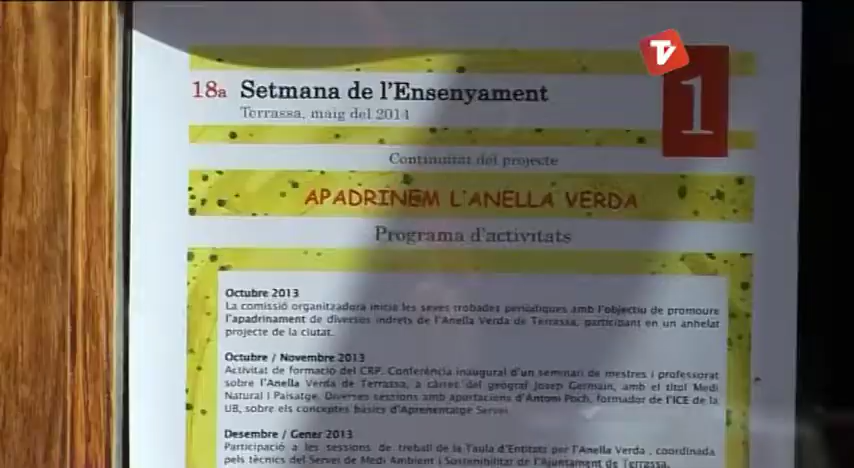 TV
18a Setmana de l'Ensenyament
Terrassa, maig del 2014
1
Continuïtat del projecte
APADRINEM L'ANELLA VERDA
Programa d'activitats
Octubre 2013
La comissió organitzadora inicia les seves trobades periòdiques amb l'objectiu de promoure
l'apadrinament de diversos indrets de l'Anella Verda de Terrassa, participant en un anhelat
projecte de la ciutat.
Octubre / Novembre 2013
Activitat de formació del CRP. Conferència inaugural d'un seminari de mestres i professorat
sobre l'Anella Verda de Terrassa, a càrrec del geògraf Josep Germain, amb el títol Medi
Natural i Paisatge. Diverses sessions amb aportacions d'Antoni Poch, formador de l'ICE de la
UB, sobre els conceptes bàsics d'Aprenentatge Servei
Desembre / Gener 2013
Participació a les sessions de treball de la Taula d'Entitats per l'Anella Verda , coordinada
pels tècnics del Servei de Medi Ambient i Sostenibilitat de l'Ajuntament de Terrassa.